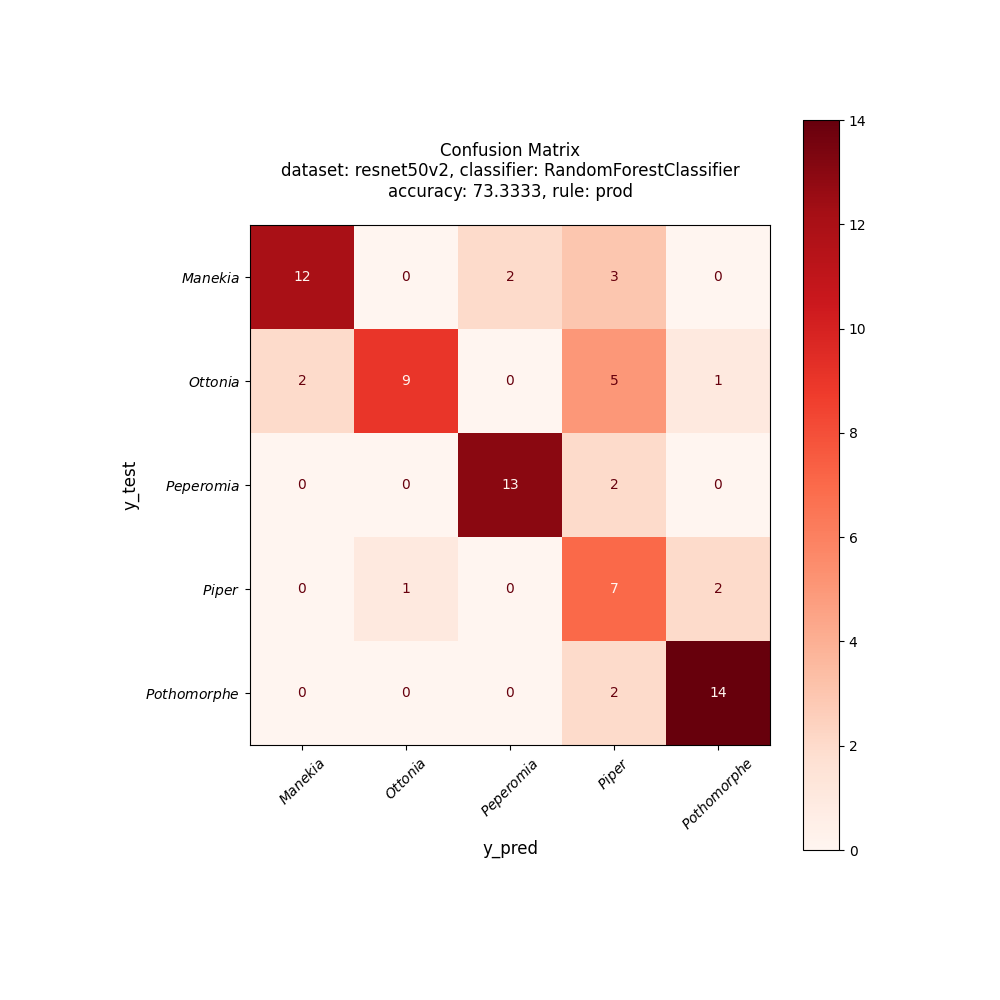 Confusion Matrix
dataset: resnet50v2, classifier: RandomForestClassifier
accuracy: 73.3333, rule: prod
Manekia 12 0 2 3 0
Ottonia 2 9 0 5 1
Peperomia 0 0 13 2 0
Piper 0 1 0 7 2
Pothomorphe 0 0 0 2 14
y_test
Manekia Ottonia Peperomia Piper Pothomorphe
y_pred
14
12
10
8
6
4
2
0